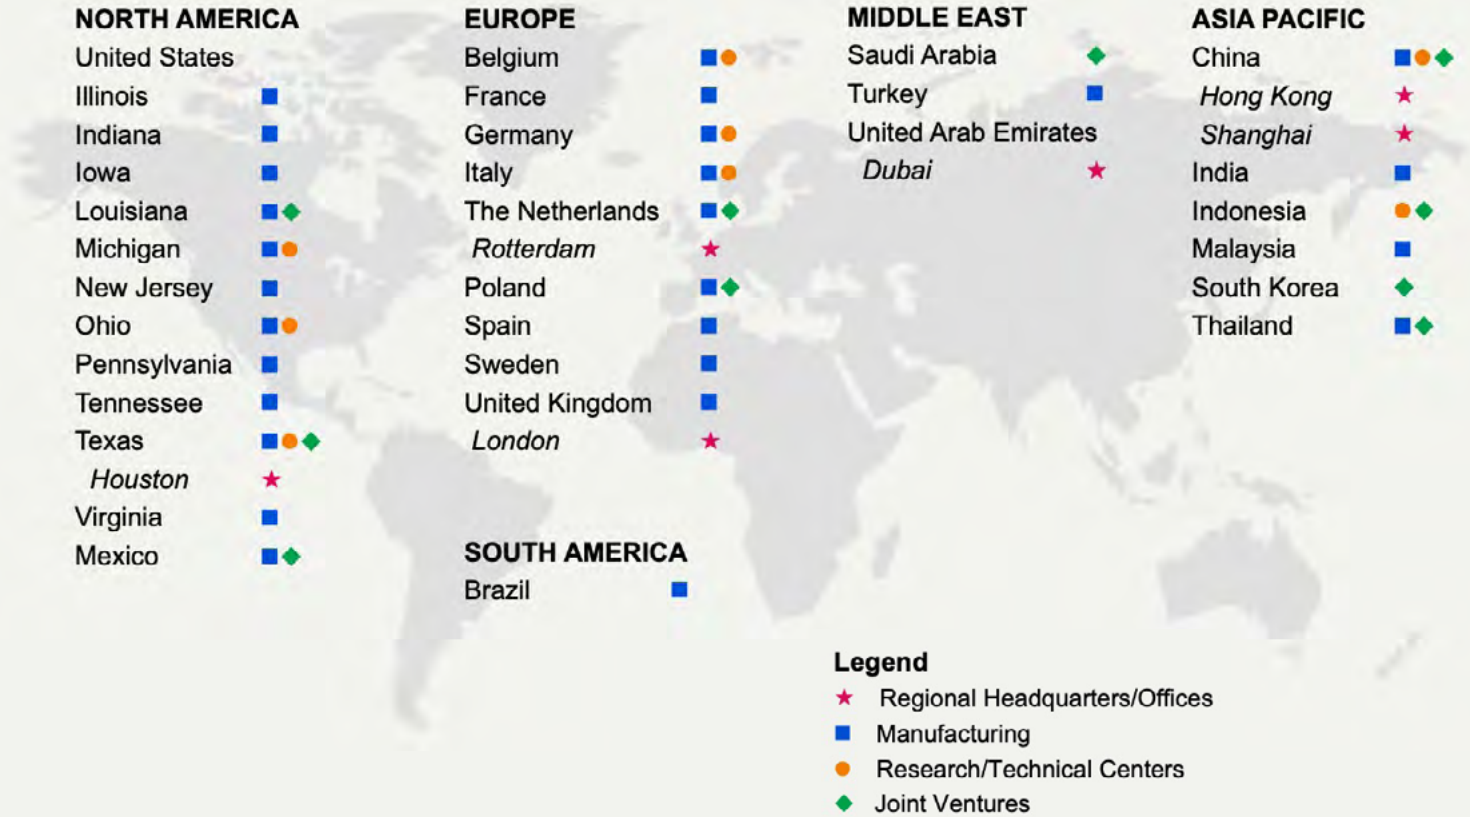 NORTH AMERICA
United States
Illinois
Indiana
Iowa
Louisiana
Michigan
New Jersey
Ohio
Pennsylvania
Tennessee
Texas
Houston
Virginia
Mexico
EUROPE
Belgium
France
Germany
Italy
The Netherlands
Rotterdam
Poland
Spain
Sweden
United Kingdom
London
SOUTH AMERICA
Brazil
MIDDLE EAST
Saudi Arabia
Turkey
United Arab Emirates
Dubai
ASIA PACIFIC
China
Hong Kong
Shanghai
India
Indonesia
Malaysia
South Korea
Thailand
Legend
Regional Headquarters/Offices
Manufacturing
Research/Technical Centers
Joint Ventures